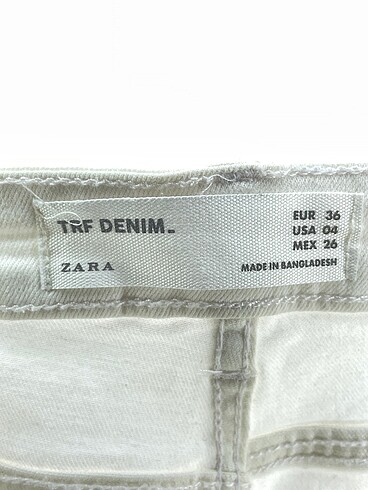 TRF DENIM.
ZARA
EUR 36
USA 04
MEX 26
MADE IN BANGLADESH